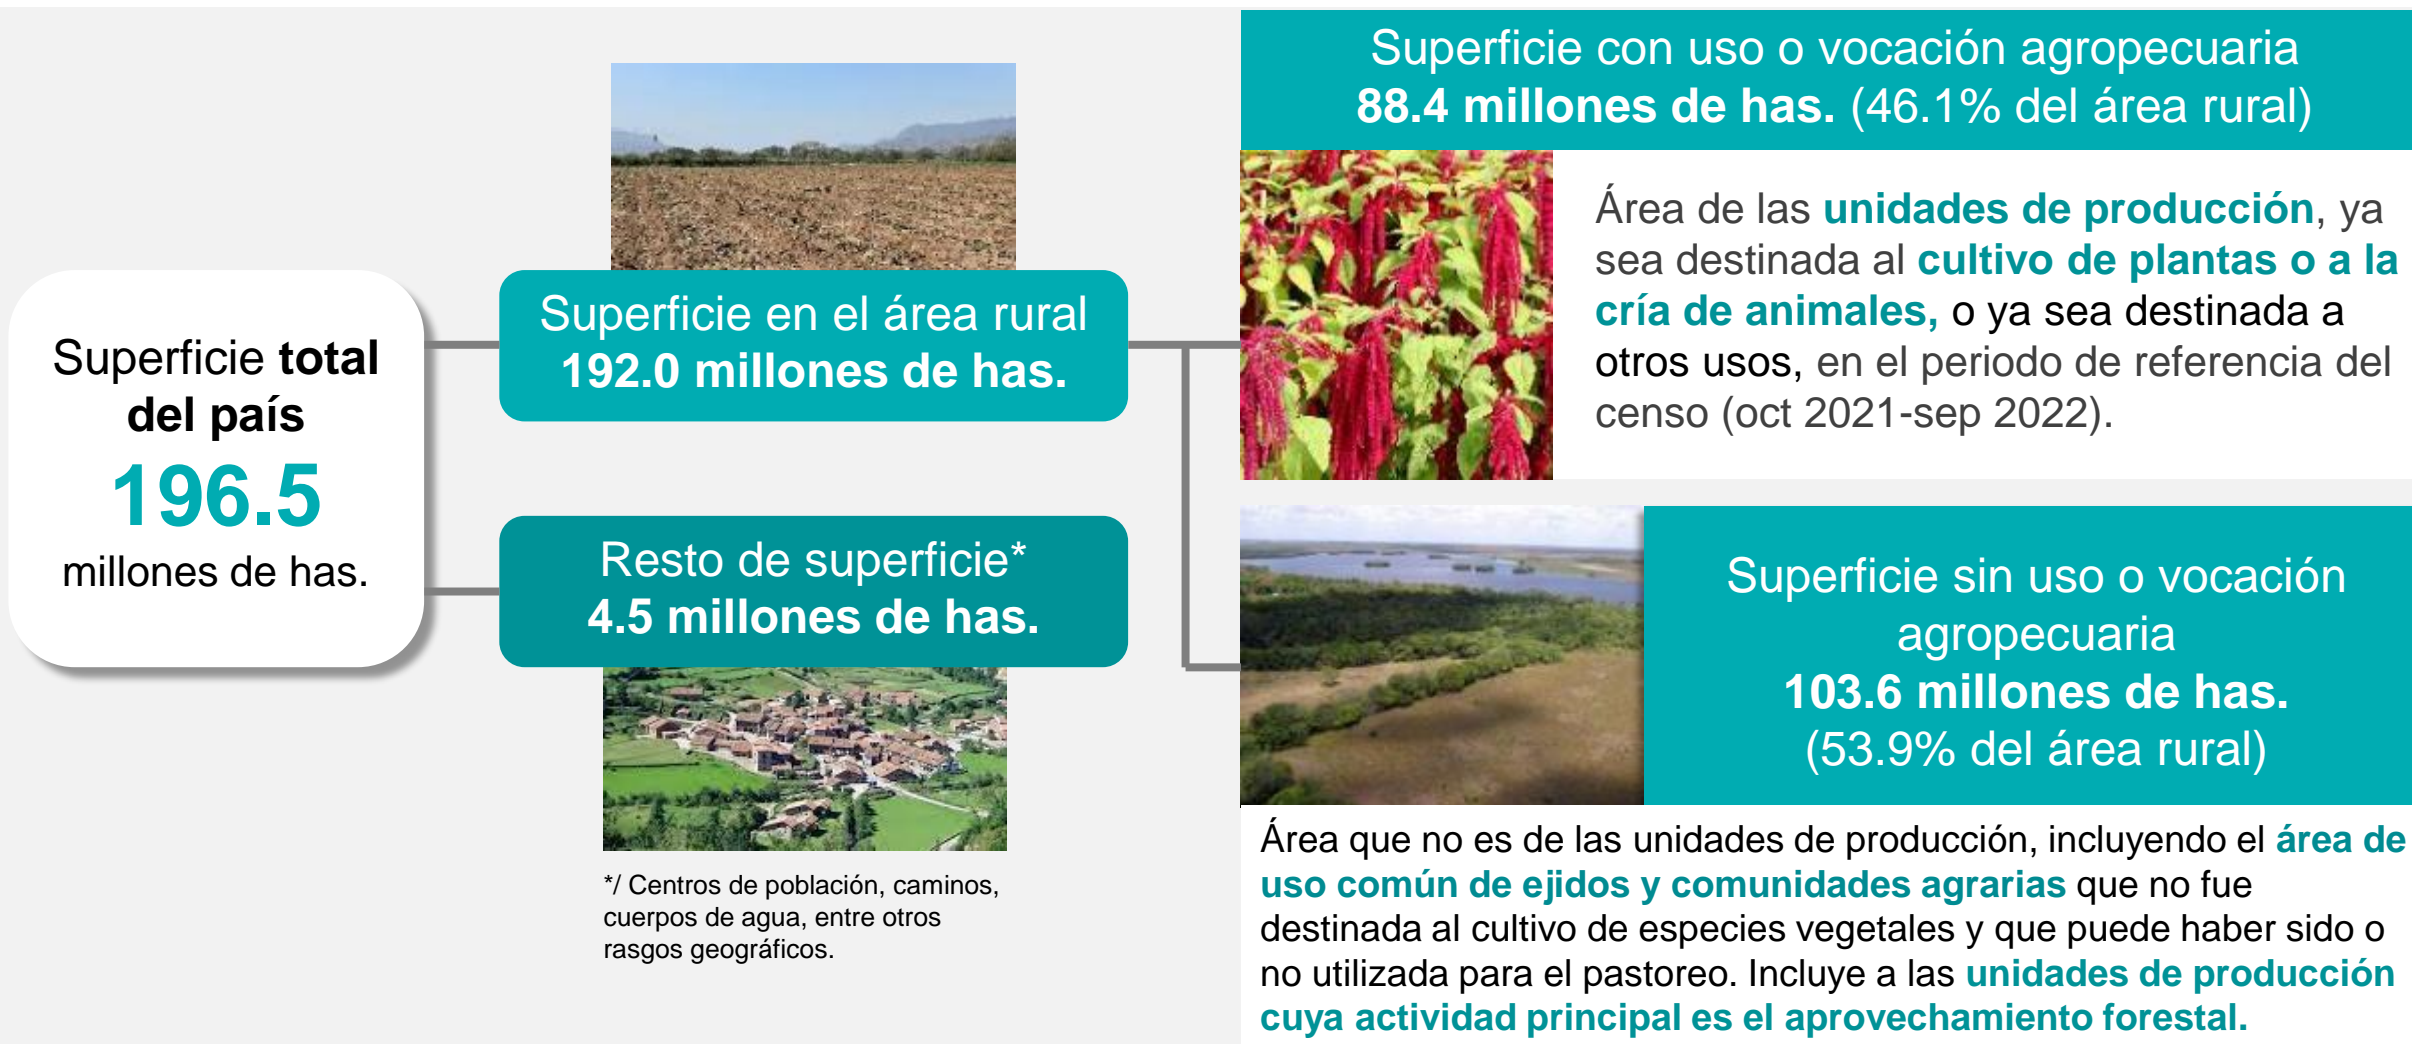 Superficie total
del país
196.5
millones de has.
Superficie en el área rural
192.0 millones de has.
Resto de superficie*
4.5 millones de has.
*/ Centros de población, caminos,
cuerpos de agua, entre otros
rasgos geográficos.
Superficie con uso o vocación agropecuaria
88.4 millones de has. (46.1% del área rural)
Área de las unidades de producción, ya
sea destinada al cultivo de plantas o a la
cría de animales, o ya sea destinada a
otros usos, en el periodo de referencia del
censo (oct 2021-sep 2022).
Superficie sin uso o vocación
agropecuaria
103.6 millones de has.
(53.9% del área rural)
Área que no es de las unidades de producción, incluyendo el área de
uso común de ejidos y comunidades agrarias que no fue
destinada al cultivo de especies vegetales y que puede haber sido o
no utilizada para el pastoreo. Incluye a las unidades de producción
cuya actividad principal es el aprovechamiento forestal.